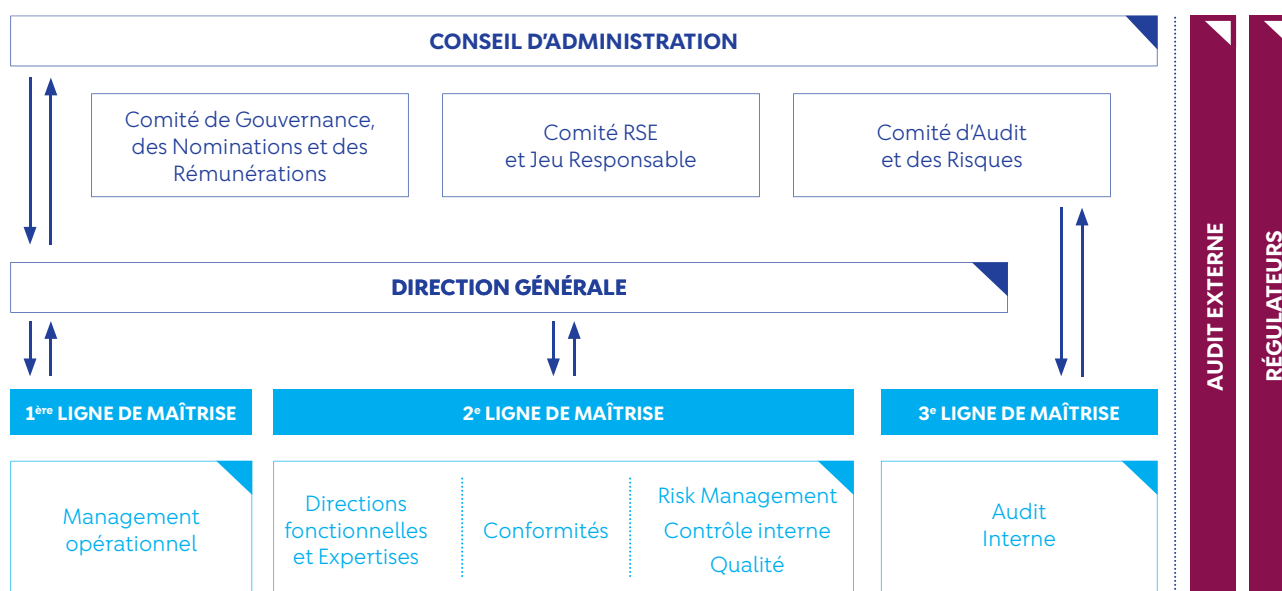 CONSEIL D'ADMINISTRATION
Comité de Gouvernance,
des Nominations et des
Rémunérations
Comité RSE
et Jeu Responsable
Comité d'Audit
et des Risques
DIRECTION GÉNÉRALE
1ère LIGNE DE MAÎTRISE
2e LIGNE DE MAÎTRISE
3e LIGNE DE MAÎTRISE
Management
opérationnel
Directions
fonctionnelles
et Expertises
Conformités
Risk Management
Contrôle interne
Qualité
Audit
Interne
AUDIT EXTERNE
RÉGULATEURS